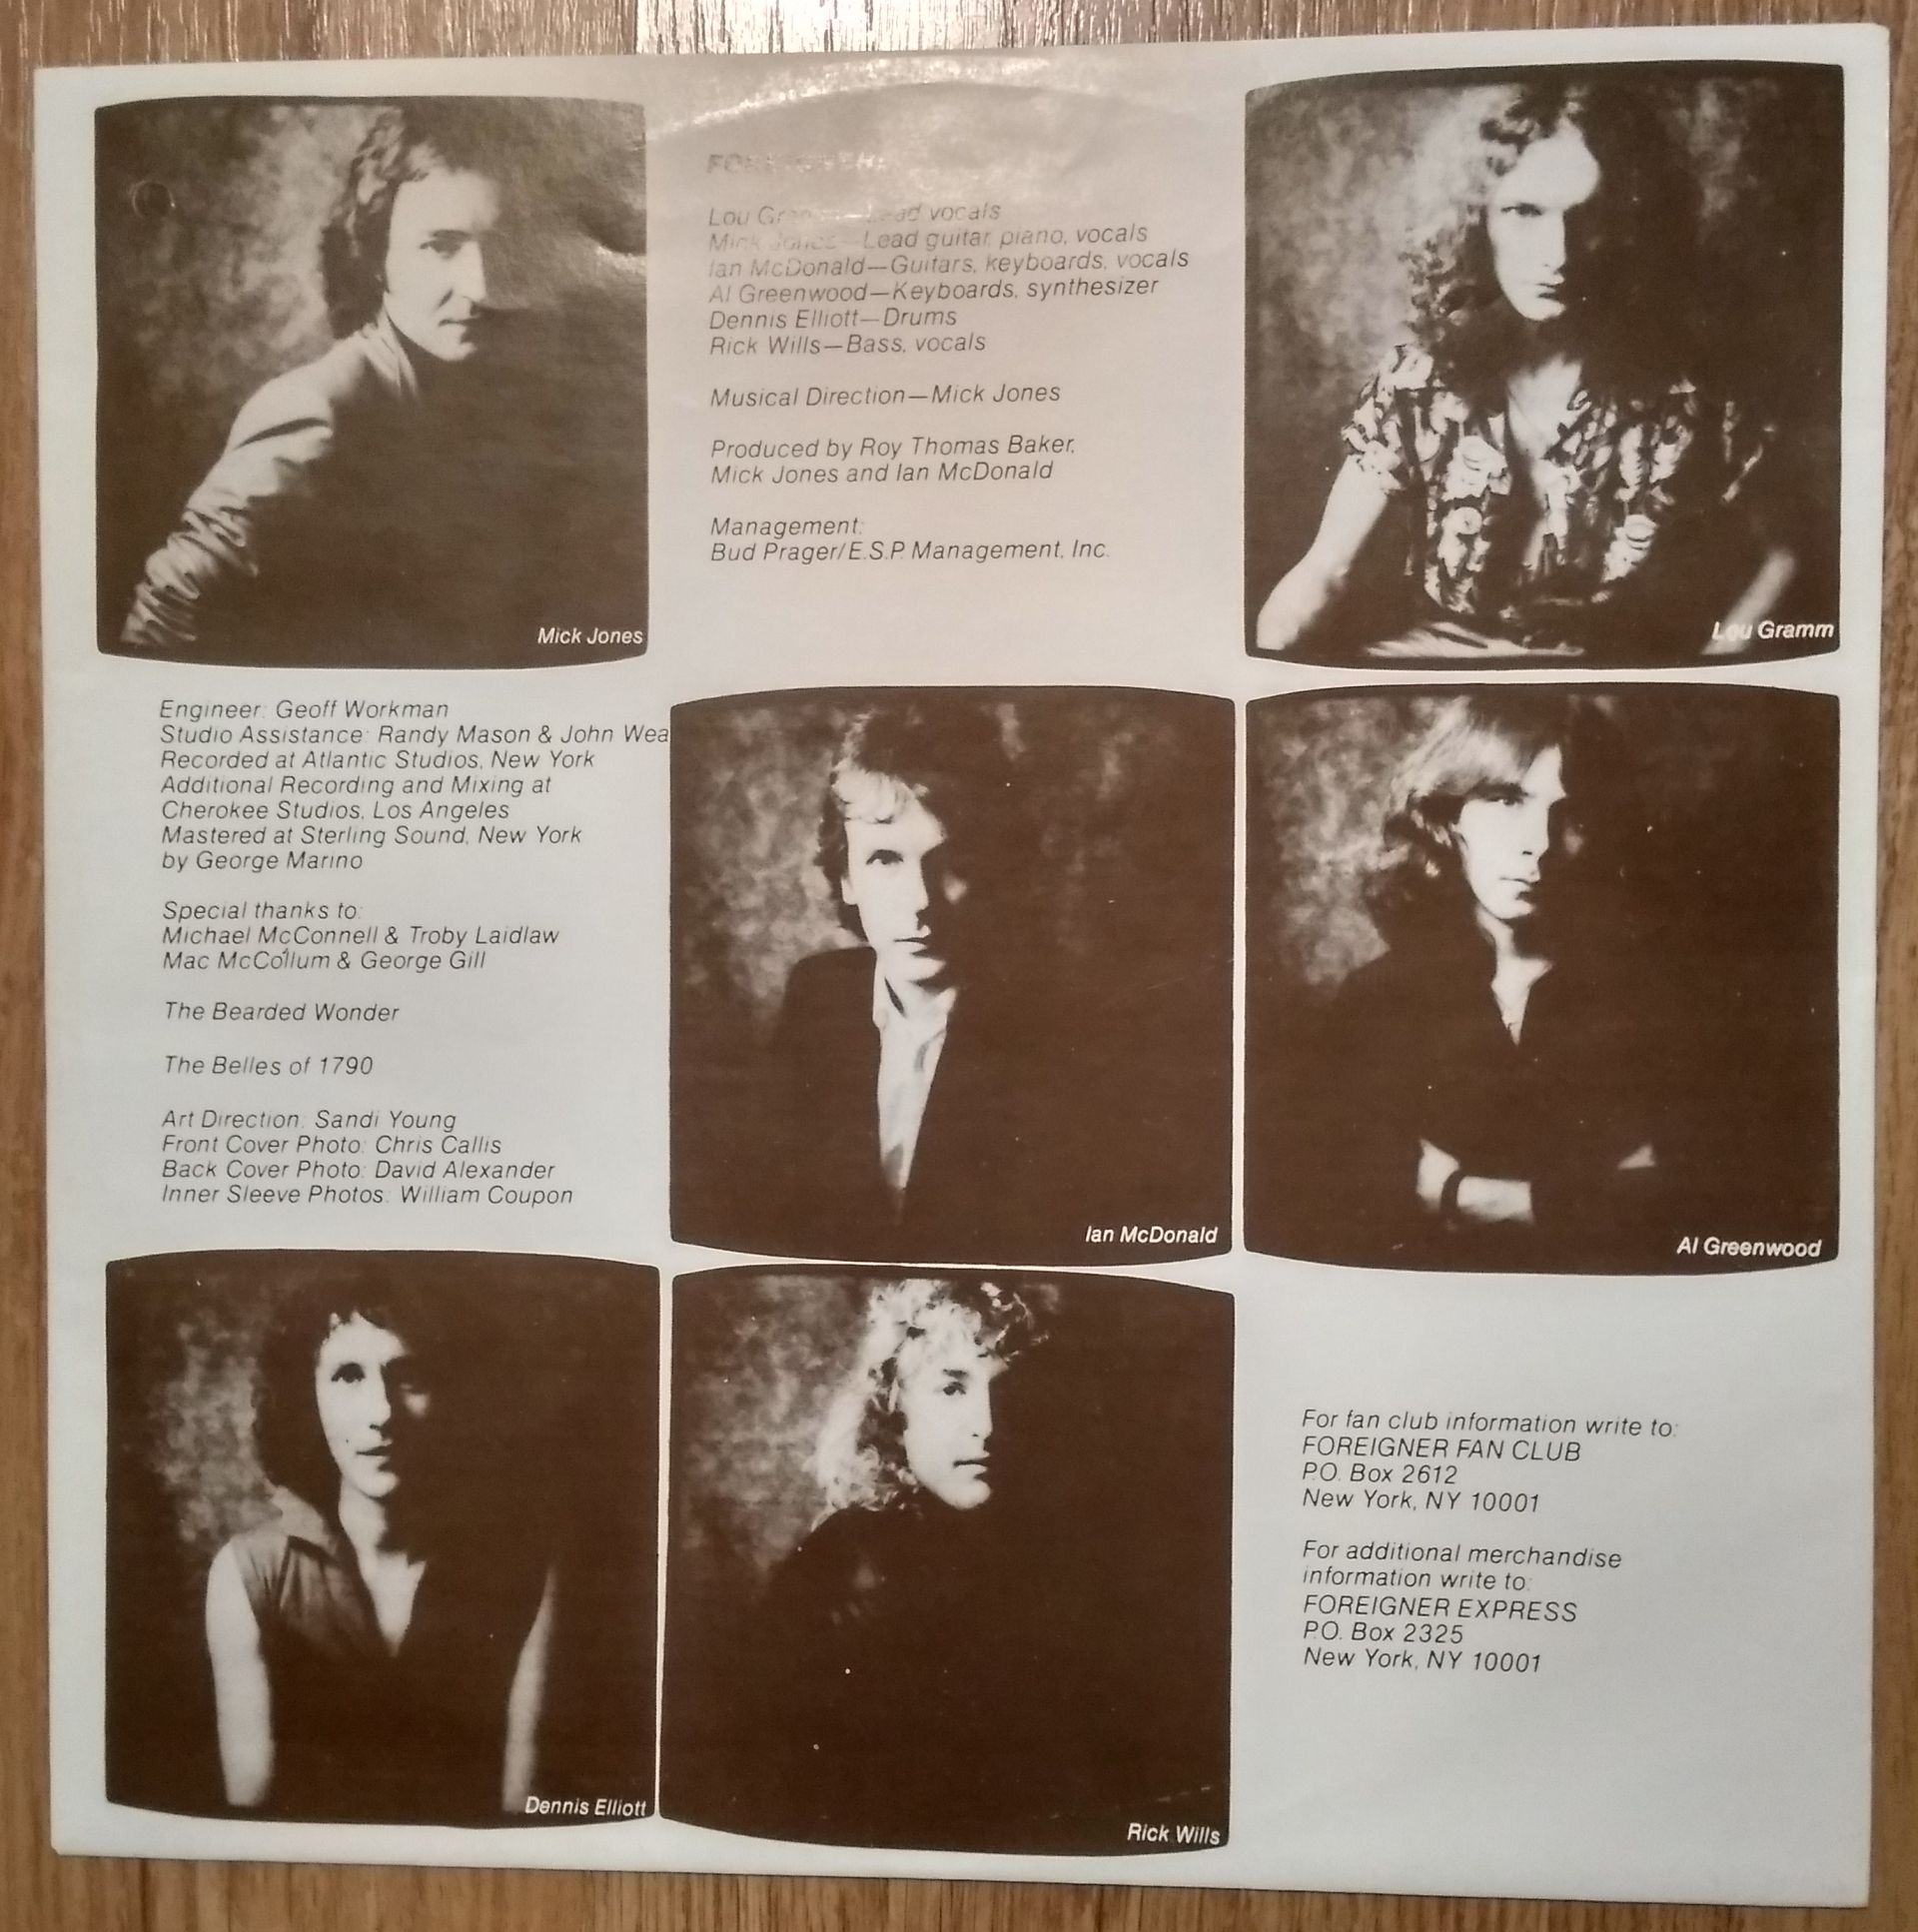 FOREIGNER:
Lou Gramm—Lead vocals
Mick Jones—Lead guitar, piano, vocals
Ian McDonald—Guitars, keyboards, vocals
Al Greenwood—Keyboards, synthesizer
Dennis Elliott—Drums
Rick Wills—Bass, vocals
Musical Direction—Mick Jones
Produced by Roy Thomas Baker,
Mick Jones and Ian McDonald
Management:
Bud Prager/E.S.P. Management, Inc.
Mick Jones
Lou Gramm
Engineer: Geoff Workman
Studio Assistance: Randy Mason & John Wea
Recorded at Atlantic Studios, New York
Additional Recording and Mixing at
Cherokee Studios, Los Angeles
Mastered at Sterling Sound, New York
by George Marino
Special thanks to:
Michael McConnell & Troby Laidlaw
Mac McCollum & George Gill
The Bearded Wonder
The Belles of 1790
Art Direction: Sandi Young
Front Cover Photo: Chris Callis
Back Cover Photo: David Alexander
Inner Sleeve Photos: William Coupon
Ian McDonald
Al Greenwood
Dennis Elliott
Rick Wills
For fan club information write to:
FOREIGNER FAN CLUB
P.O. Box 2612
New York, NY 10001
For additional merchandise
information write to:
FOREIGNER EXPRESS
P.O. Box 2325
New York, NY 10001